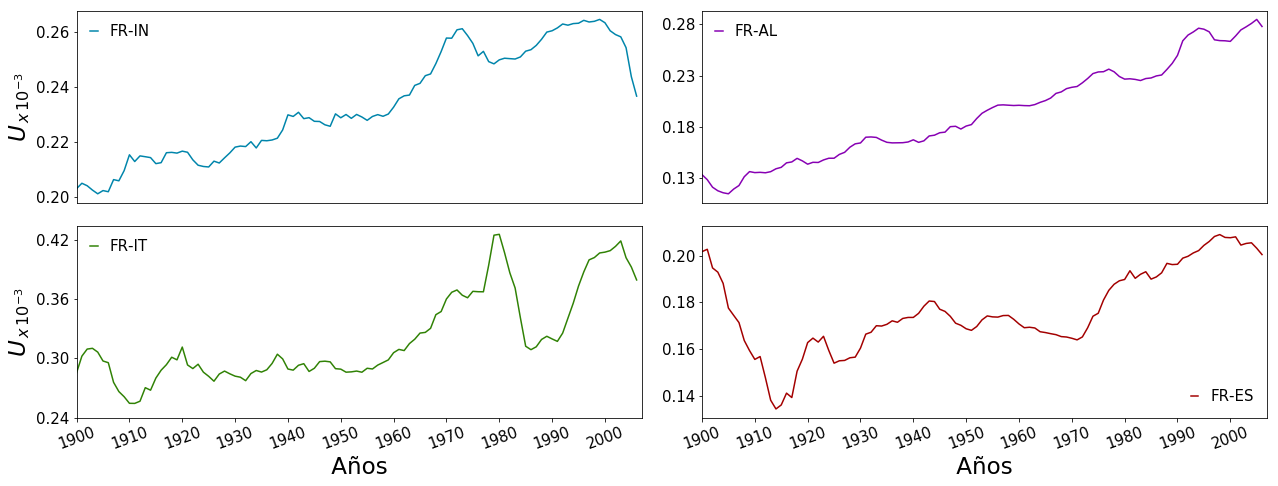 FR-IN
0.26
0.24
0.22
0.20
U x 10⁻³
FR-AL
0.28
0.23
0.18
0.13
FR-IT
0.42
0.36
0.30
0.24
U x 10⁻³
1900 1910 1920 1930 1940 1950 1960 1970 1980 1990 2000
Años
0.20
0.18
0.16
0.14
FR-ES
1900 1910 1920 1930 1940 1950 1960 1970 1980 1990 2000
Años